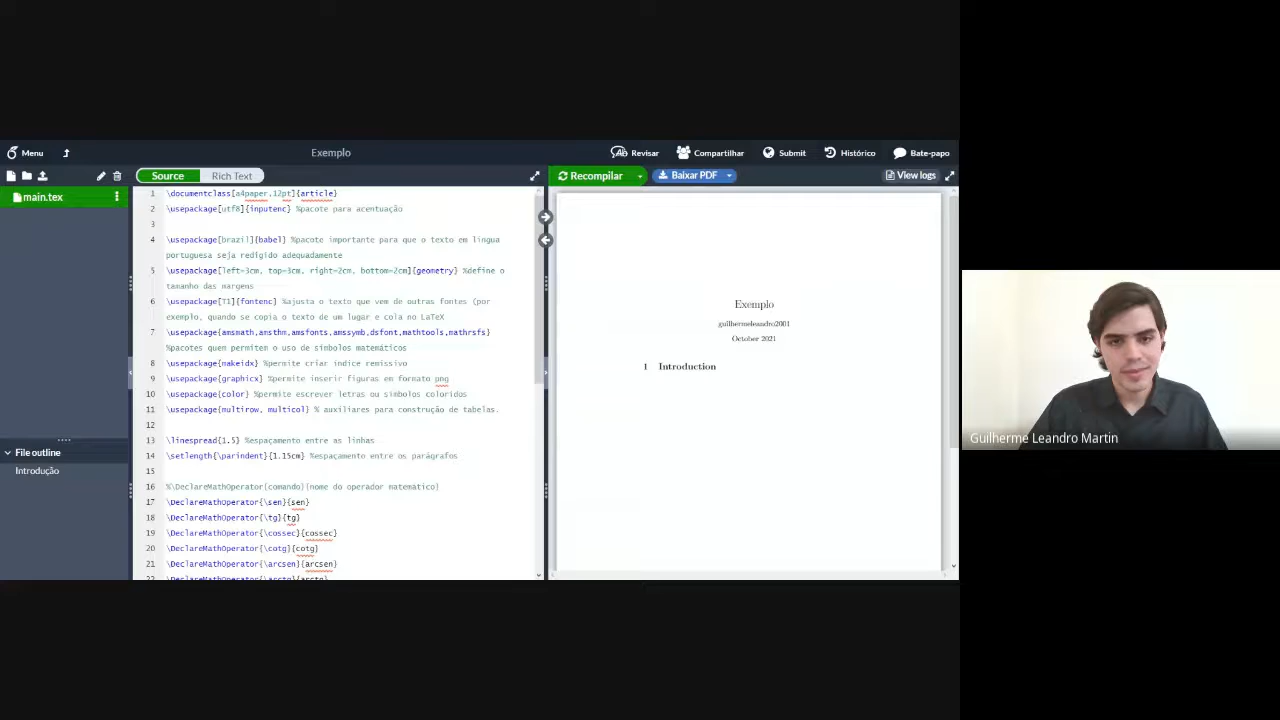 Menu
Exemplo
Revisar
Compartilhar
Submit
Histórico
Bate-papo
Source
Rich Text
Recompilar
Baixar PDF
View logs
main.tex
File outline
Introdução
1 \documentclass[a4paper,12pt]{article}
2 \usepackage[utf8]{inputenc} %pacote para acentuação
3
4 \usepackage[brazil]{babel} %pacote importante para que o texto em língua
portuguesa seja redigido adequadamente
5 \usepackage[left=3cm, top=3cm, right=2cm, bottom=2cm]{geometry} %define o
tamanho das margens
6 \usepackage[T1]{fontenc} %ajusta o texto que vem de outras fontes (por
exemplo, quando se copia o texto de um lugar e cola no LaTeX
7 \usepackage{amsmath,amsthm,amsfonts,amssymb,dsfont,mathtools,mathrsfs}
%pacotes quem permitem o uso de símbolos matemáticos
8 \usepackage{makeidx} %permite criar índice remissivo
9 \usepackage{graphicx} %permite inserir figuras em formato png
10 \usepackage{color} %permite escrever letras ou símbolos coloridos
11 \usepackage{multirow, multicol} % auxiliares para construção de tabelas.
12
13 \linespread{1.5} %espaçamento entre as linhas
14 \setlength{\parindent}{1.15cm} %espaçamento entre os parágrafos
15
16 %\DeclareMathOperator{comando}{nome do operador matemático}
17 \DeclareMathOperator{\sen}{sen}
18 \DeclareMathOperator{\tg}{tg}
19 \DeclareMathOperator{\cossec}{cossec}
20 \DeclareMathOperator{\cotg}{cotg}
21 \DeclareMathOperator{\arcsen}{arcsen}
22 \DeclareMathOperator{\arctg}{arctg}
Exemplo
guilhermeleandro2001
October 2021
1 Introduction
Guilherme Leandro Martin